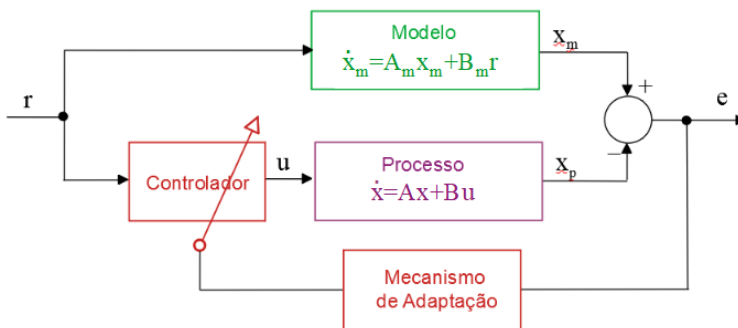 Modelo
ẋₘ=Aₘxₘ+Bₘr
xₘ
r
+
e
Controlador
u
Processo
ẋ=Ax+Bu
−
xₚ
Mecanismo
de Adaptação